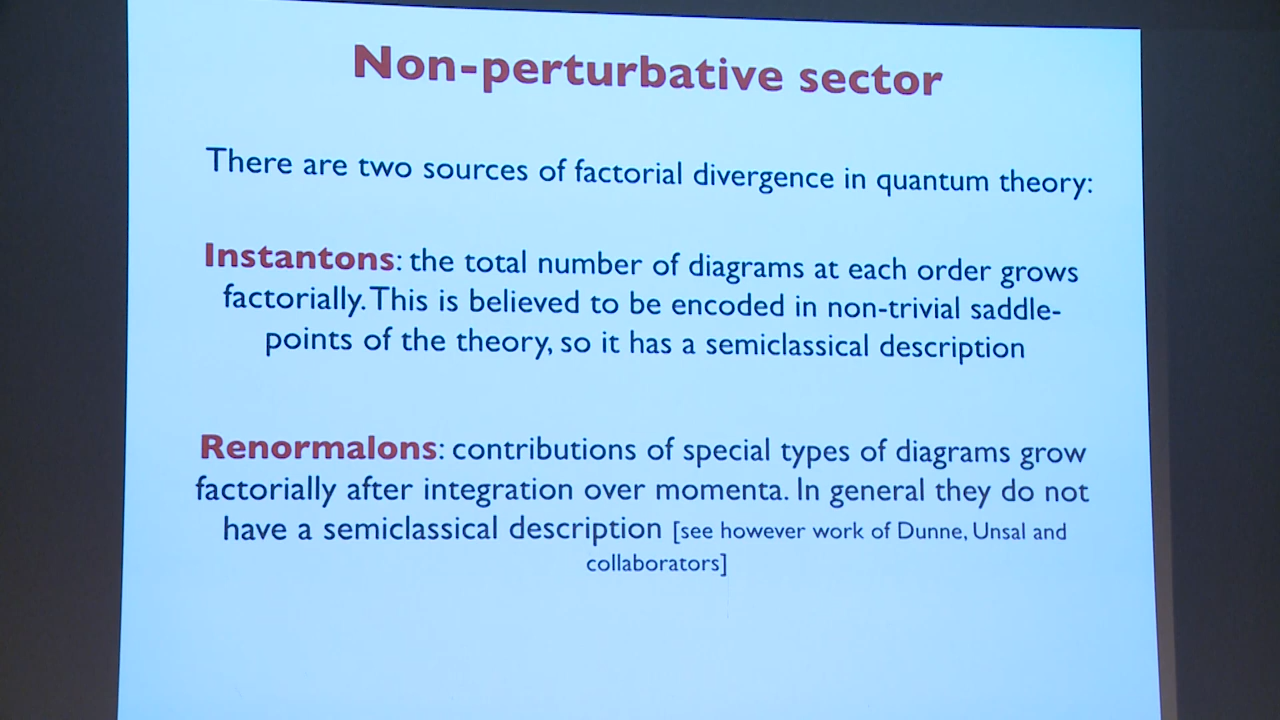 Non-perturbative sector
There are two sources of factorial divergence in quantum theory:
Instantons: the total number of diagrams at each order grows
factorially. This is believed to be encoded in non-trivial saddle-
points of the theory, so it has a semiclassical description
Renormalons: contributions of special types of diagrams grow
factorially after integration over momenta. In general they do not
have a semiclassical description [see however work of Dunne, Unsal and
collaborators]